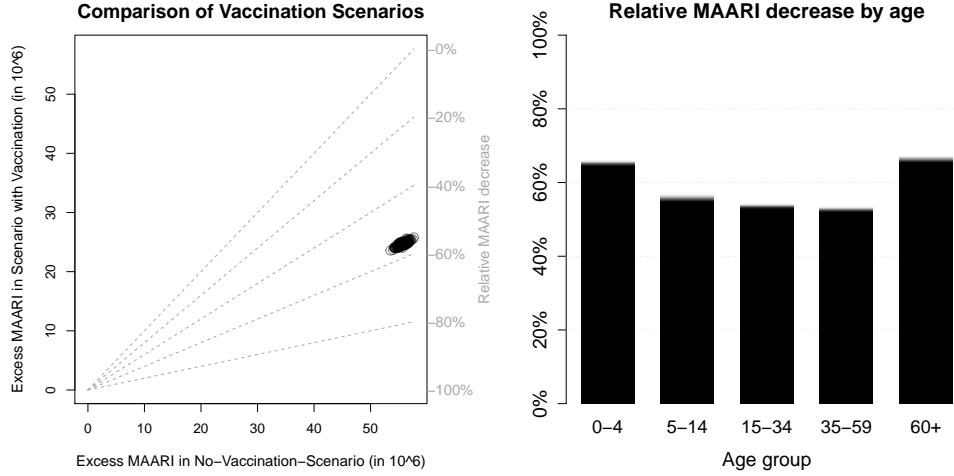 Comparison of Vaccination Scenarios
Excess MAARI in Scenario with Vaccination (in 10^6)
50
40
30
20
10
0
0 10 20 30 40 50
Excess MAARI in No−Vaccination−Scenario (in 10^6)
−0%
−20%
−40%
−60%
−80%
−100%
Relative MAARI decrease
Relative MAARI decrease by age
100%
80%
60%
40%
20%
0%
0−4 5−14 15−34 35−59 60+
Age group